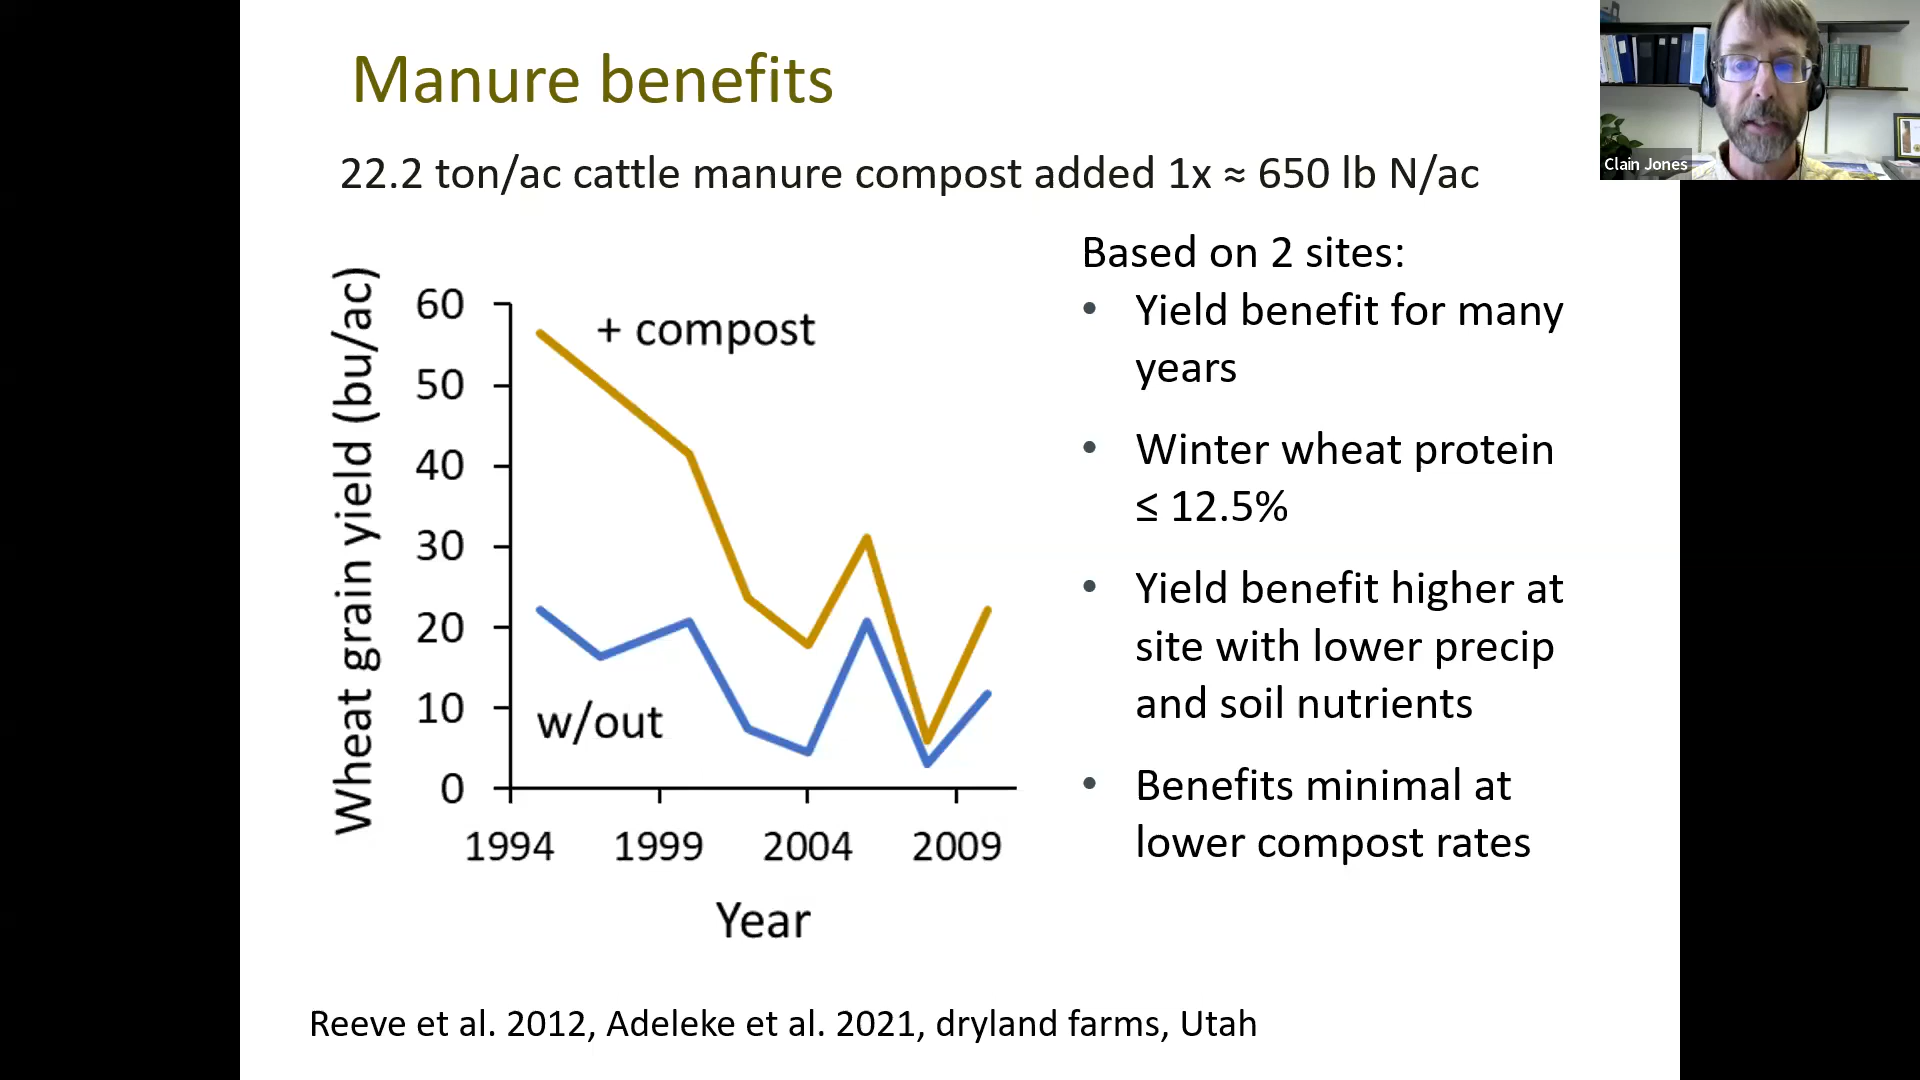 Manure benefits
Clain Jones
22.2 ton/ac cattle manure compost added 1x ≈ 650 lb N/ac
Wheat grain yield (bu/ac)
60
50
40
30
20
10
0
+ compost
w/out
1994 1999 2004 2009
Year
Based on 2 sites:
• Yield benefit for many
years
• Winter wheat protein
≤ 12.5%
• Yield benefit higher at
site with lower precip
and soil nutrients
• Benefits minimal at
lower compost rates
Reeve et al. 2012, Adeleke et al. 2021, dryland farms, Utah